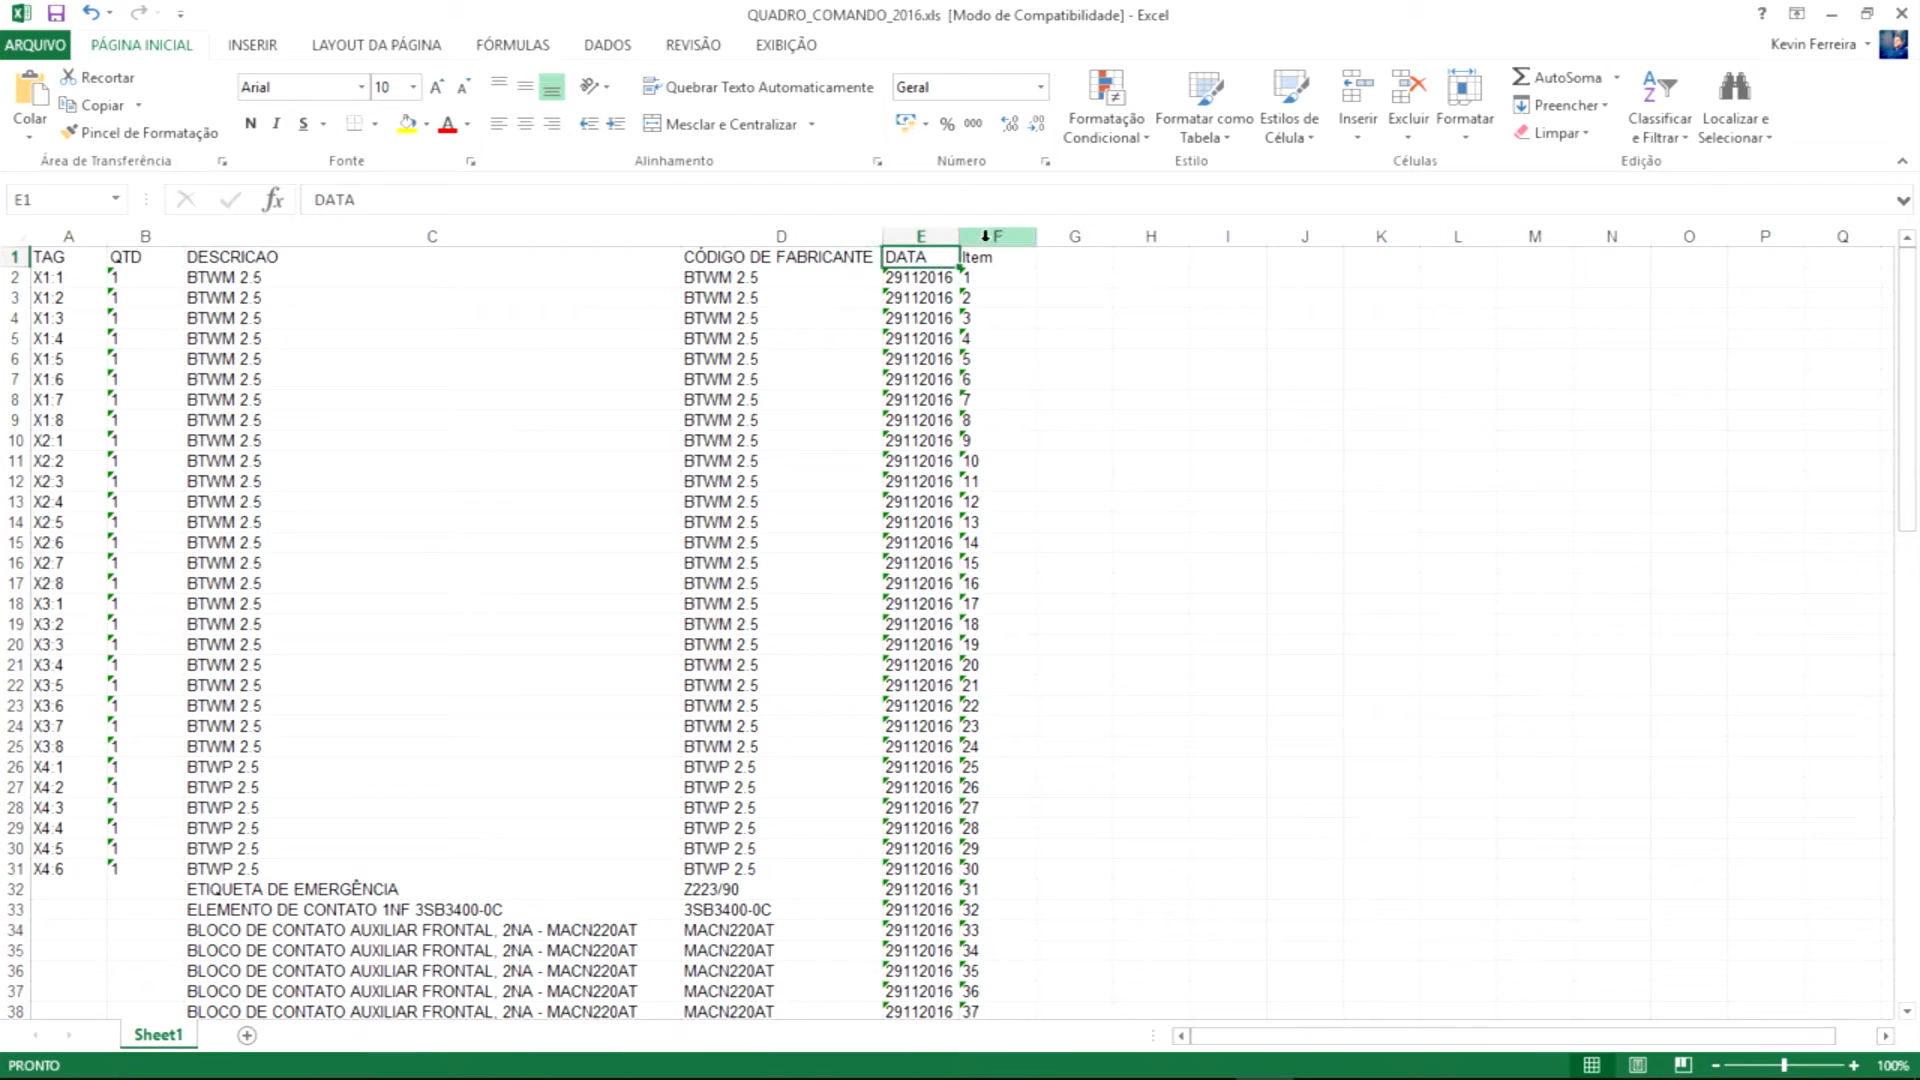 QUADRO_COMANDO_2016.xls [Modo de Compatibilidade] - Excel
ARQUIVO PÁGINA INICIAL INSERIR LAYOUT DA PÁGINA FÓRMULAS DADOS REVISÃO EXIBIÇÃO Kevin Ferreira
Colar
Recortar
Copiar
Pincel de Formatação
Área de Transferência
Arial 10
N I S
Fonte
Quebrar Texto Automaticamente
Mesclar e Centralizar
Alinhamento
Geral
% 000
Número
Formatação Condicional
Formatar como Tabela
Estilos de Célula
Estilo
Inserir Excluir Formatar
Células
AutoSoma
Preencher
Limpar
Classificar e Filtrar
Localizar e Selecionar
Edição
E1 fx DATA
A B C D E F G H I J K L M N O P Q
1 TAG QTD DESCRICAO CÓDIGO DE FABRICANTE DATA Item
2 X1:1 1 BTWM 2.5 BTWM 2.5 29112016 1
3 X1:2 1 BTWM 2.5 BTWM 2.5 29112016 2
4 X1:3 1 BTWM 2.5 BTWM 2.5 29112016 3
5 X1:4 1 BTWM 2.5 BTWM 2.5 29112016 4
6 X1:5 1 BTWM 2.5 BTWM 2.5 29112016 5
7 X1:6 1 BTWM 2.5 BTWM 2.5 29112016 6
8 X1:7 1 BTWM 2.5 BTWM 2.5 29112016 7
9 X1:8 1 BTWM 2.5 BTWM 2.5 29112016 8
10 X2:1 1 BTWM 2.5 BTWM 2.5 29112016 9
11 X2:2 1 BTWM 2.5 BTWM 2.5 29112016 10
12 X2:3 1 BTWM 2.5 BTWM 2.5 29112016 11
13 X2:4 1 BTWM 2.5 BTWM 2.5 29112016 12
14 X2:5 1 BTWM 2.5 BTWM 2.5 29112016 13
15 X2:6 1 BTWM 2.5 BTWM 2.5 29112016 14
16 X2:7 1 BTWM 2.5 BTWM 2.5 29112016 15
17 X2:8 1 BTWM 2.5 BTWM 2.5 29112016 16
18 X3:1 1 BTWM 2.5 BTWM 2.5 29112016 17
19 X3:2 1 BTWM 2.5 BTWM 2.5 29112016 18
20 X3:3 1 BTWM 2.5 BTWM 2.5 29112016 19
21 X3:4 1 BTWM 2.5 BTWM 2.5 29112016 20
22 X3:5 1 BTWM 2.5 BTWM 2.5 29112016 21
23 X3:6 1 BTWM 2.5 BTWM 2.5 29112016 22
24 X3:7 1 BTWM 2.5 BTWM 2.5 29112016 23
25 X3:8 1 BTWM 2.5 BTWM 2.5 29112016 24
26 X4:1 1 BTWP 2.5 BTWP 2.5 29112016 25
27 X4:2 1 BTWP 2.5 BTWP 2.5 29112016 26
28 X4:3 1 BTWP 2.5 BTWP 2.5 29112016 27
29 X4:4 1 BTWP 2.5 BTWP 2.5 29112016 28
30 X4:5 1 BTWP 2.5 BTWP 2.5 29112016 29
31 X4:6 1 BTWP 2.5 BTWP 2.5 29112016 30
32 ETIQUETA DE EMERGÊNCIA Z223/90 29112016 31
33 ELEMENTO DE CONTATO 1NF 3SB3400-0C 3SB3400-0C 29112016 32
34 BLOCO DE CONTATO AUXILIAR FRONTAL, 2NA - MACN220AT MACN220AT 29112016 33
35 BLOCO DE CONTATO AUXILIAR FRONTAL, 2NA - MACN220AT MACN220AT 29112016 34
36 BLOCO DE CONTATO AUXILIAR FRONTAL, 2NA - MACN220AT MACN220AT 29112016 35
37 BLOCO DE CONTATO AUXILIAR FRONTAL, 2NA - MACN220AT MACN220AT 29112016 36
38 BLOCO DE CONTATO AUXILIAR FRONTAL, 2NA - MACN220AT MACN220AT 29112016 37
Sheet1
PRONTO 100%